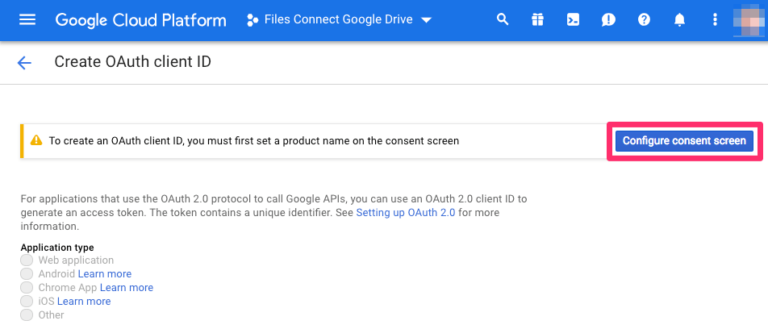 Google Cloud Platform Files Connect Google Drive
Create OAuth client ID
To create an OAuth client ID, you must first set a product name on the consent screen Configure consent screen
For applications that use the OAuth 2.0 protocol to call Google APIs, you can use an OAuth 2.0 client ID to
generate an access token. The token contains a unique identifier. See Setting up OAuth 2.0 for more
information.
Application type
Web application
Android Learn more
Chrome App Learn more
iOS Learn more
Other